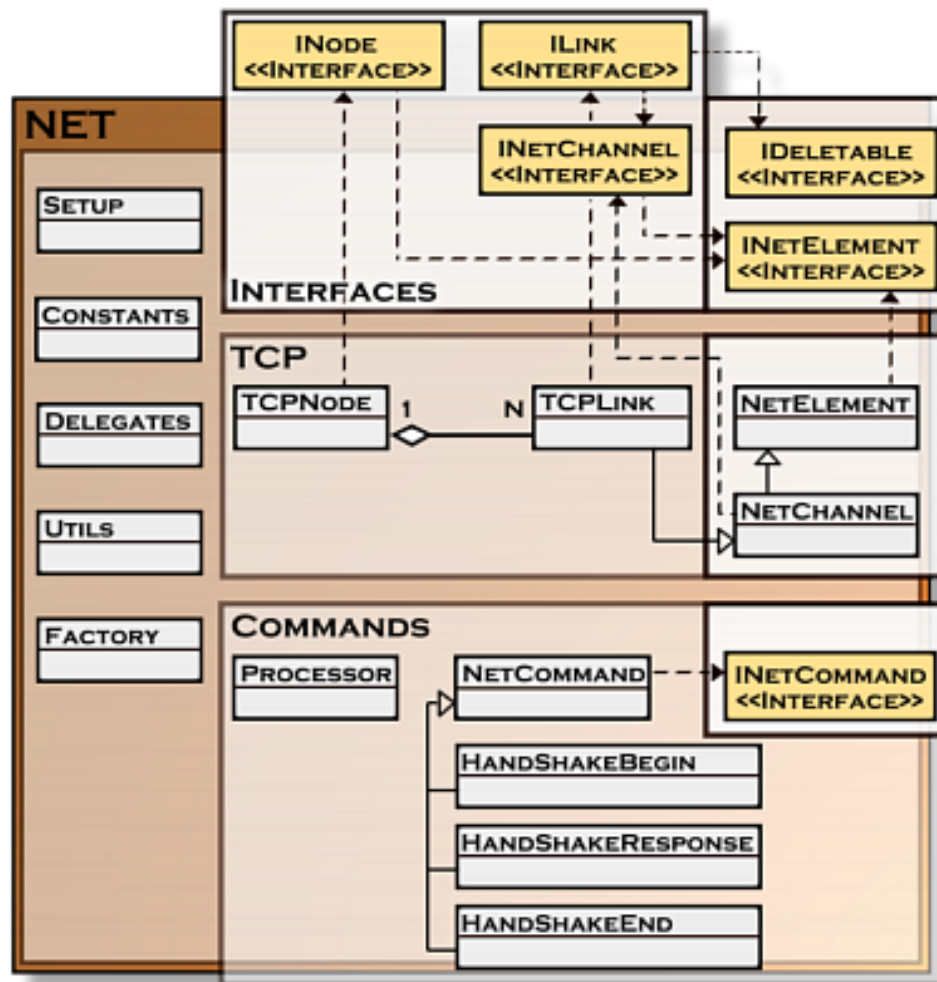 INODE
<<INTERFACE>>
ILINK
<<INTERFACE>>
NET
INETCHANNEL
<<INTERFACE>>
IDELETABLE
<<INTERFACE>>
SETUP
INETELEMENT
<<INTERFACE>>
INTERFACES
CONSTANTS
TCP
TCPNODE
1
N
TCPLINK
NETELEMENT
DELEGATES
NETCHANNEL
UTILS
COMMANDS
FACTORY
PROCESSOR
NETCOMMAND
INETCOMMAND
<<INTERFACE>>
HANDSHAKEBEGIN
HANDSHAKERESPONSE
HANDSHAKEEND